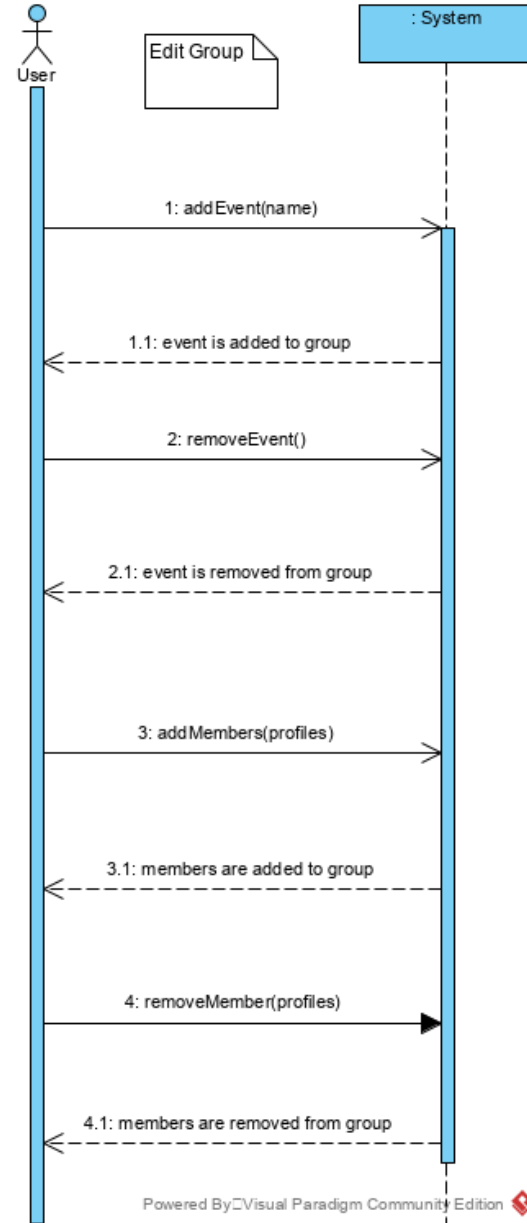 User
Edit Group
: System
1: addEvent(name)
1.1: event is added to group
2: removeEvent()
2.1: event is removed from group
3: addMembers(profiles)
3.1: members are added to group
4: removeMember(profiles)
4.1: members are removed from group
Powered By□Visual Paradigm Community Edition